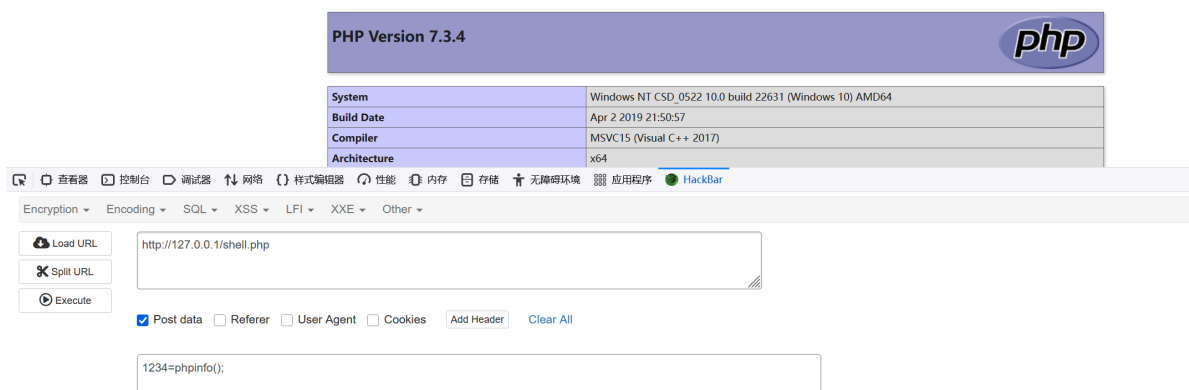 PHP Version 7.3.4
php
System Windows NT CSD_0522 10.0 build 22631 (Windows 10) AMD64
Build Date Apr 2 2019 21:50:57
Compiler MSVC15 (Visual C++ 2017)
Architecture x64
查看器 控制台 调试器 网络 {} 样式编辑器 性能 内存 存储 无障碍环境 应用程序 HackBar
Encryption Encoding SQL XSS LFI XXE Other
Load URL http://127.0.0.1/shell.php
Split URL
Execute
Post data Referer User Agent Cookies Add Header Clear All
1234=phpinfo();